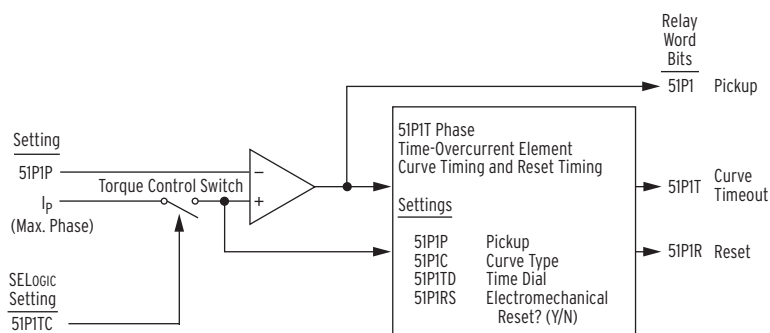 Relay
Word
Bits
51P1 Pickup
Setting
51P1P
Torque Control Switch
IP
(Max. Phase)
SELOGIC
Setting
51P1TC
–
+
51P1T Phase
Time-Overcurrent Element
Curve Timing and Reset Timing
Settings
51P1P Pickup
51P1C Curve Type
51P1TD Time Dial
51P1RS Electromechanical
Reset? (Y/N)
51P1T Curve
Timeout
51P1R Reset